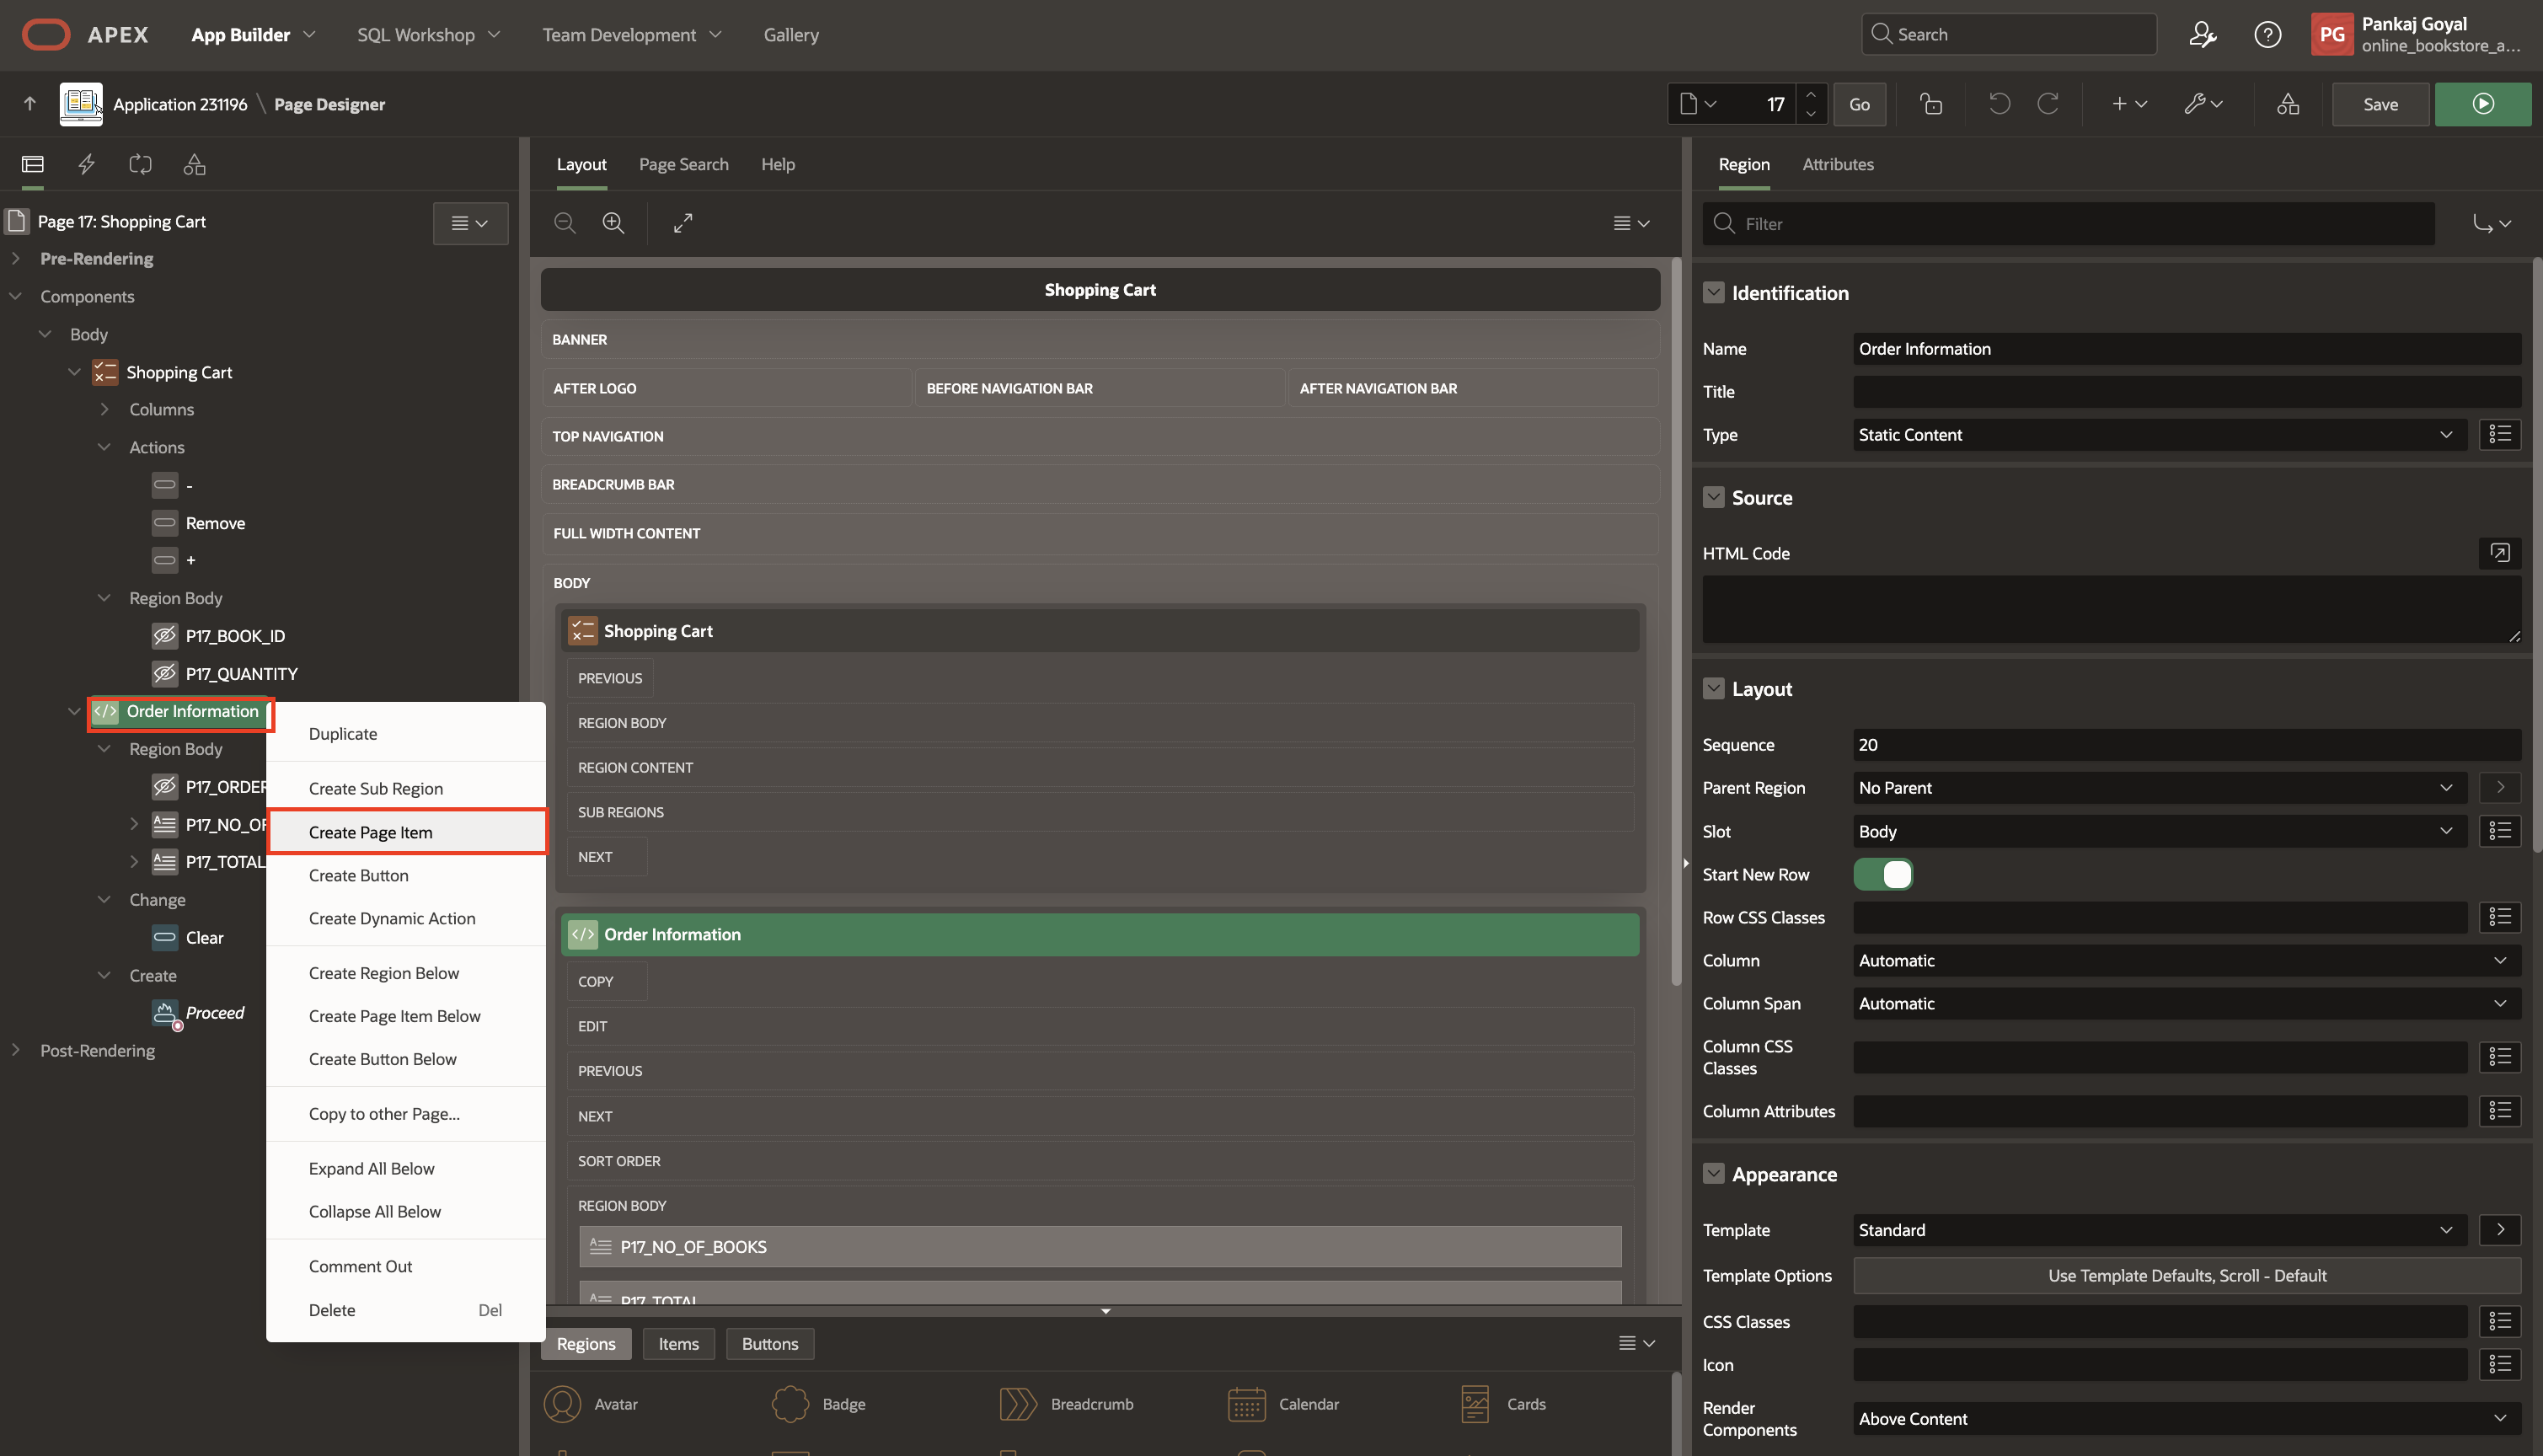 APEX App Builder SQL Workshop Team Development Gallery Search PG Pankaj Goyal
online_bookstore_a...
Application 231196 \ Page Designer 17 Go Save
Layout Page Search Help
Region Attributes
Page 17: Shopping Cart
Pre-Rendering
Components
Body
Shopping Cart
Columns
Actions
-
Remove
+
Region Body
P17_BOOK_ID
P17_QUANTITY
Order Information
Region Body
P17_ORDER
P17_NO_OF
P17_TOTAL
Change
Clear
Create
Proceed
Post-Rendering
Duplicate
Create Sub Region
Create Page Item
Create Button
Create Dynamic Action
Create Region Below
Create Page Item Below
Create Button Below
Copy to other Page...
Expand All Below
Collapse All Below
Comment Out
Delete Del
Shopping Cart
BANNER
AFTER LOGO BEFORE NAVIGATION BAR AFTER NAVIGATION BAR
TOP NAVIGATION
BREADCRUMB BAR
FULL WIDTH CONTENT
BODY
Shopping Cart
PREVIOUS
REGION BODY
REGION CONTENT
SUB REGIONS
NEXT
Order Information
COPY
EDIT
PREVIOUS
NEXT
SORT ORDER
REGION BODY
P17_NO_OF_BOOKS
P17_TOTAL
Regions Items Buttons
Avatar Badge Breadcrumb Calendar Cards
Filter
Identification
Name Order Information
Title
Type Static Content
Source
HTML Code
Layout
Sequence 20
Parent Region No Parent
Slot Body
Start New Row
Row CSS Classes
Column Automatic
Column Span Automatic
Column CSS
Classes
Column Attributes
Appearance
Template Standard
Template Options Use Template Defaults, Scroll - Default
CSS Classes
Icon
Render
Components Above Content